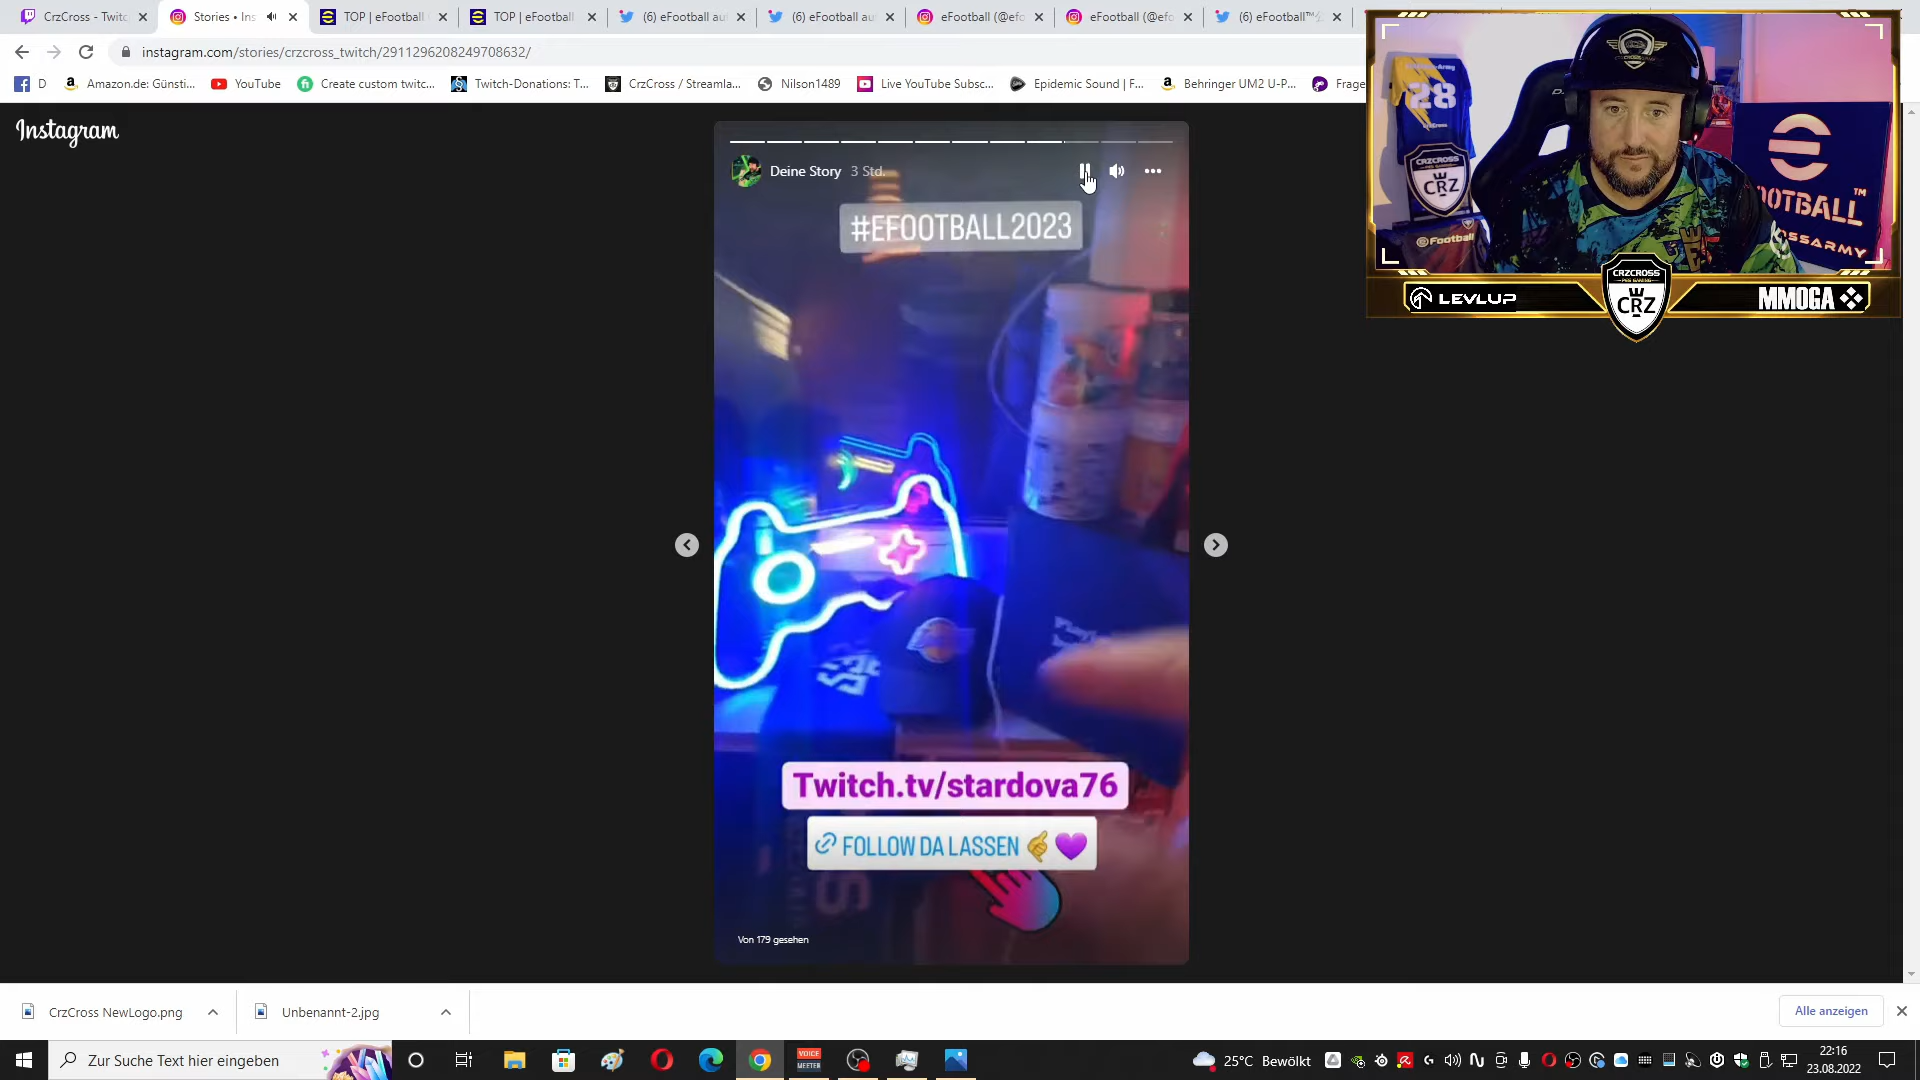 CrzCross - Twitc
Stories • Ins
TOP | eFootball
TOP | eFootball
(6) eFootball au
(6) eFootball au
eFootball (@efo
eFootball (@efo
(6) eFootball™
instagram.com/stories/crzcross_twitch/2911296208249708632/
D
Amazon.de: Günsti...
YouTube
Create custom twitc...
Twitch-Donations: T...
CrzCross / Streamla...
Nilson1489
Live YouTube Subsc...
Epidemic Sound | F...
Behringer UM2 U-P...
Frage
Instagram
Deine Story 3 Std.
#EFOOTBALL2023
Twitch.tv/stardova76
FOLLOW DA LASSEN
Von 179 gesehen
28
CRZCROSS
CRZ
eFootball
OOTBALL™
OSSARMY
LEVLUP
CRZCROSS
CRZ
MMOGA
CrzCross NewLogo.png
Unbenannt-2.jpg
Alle anzeigen
Zur Suche Text hier eingeben
VOICE
MEETER
25°C Bewölkt
22:16
23.08.2022